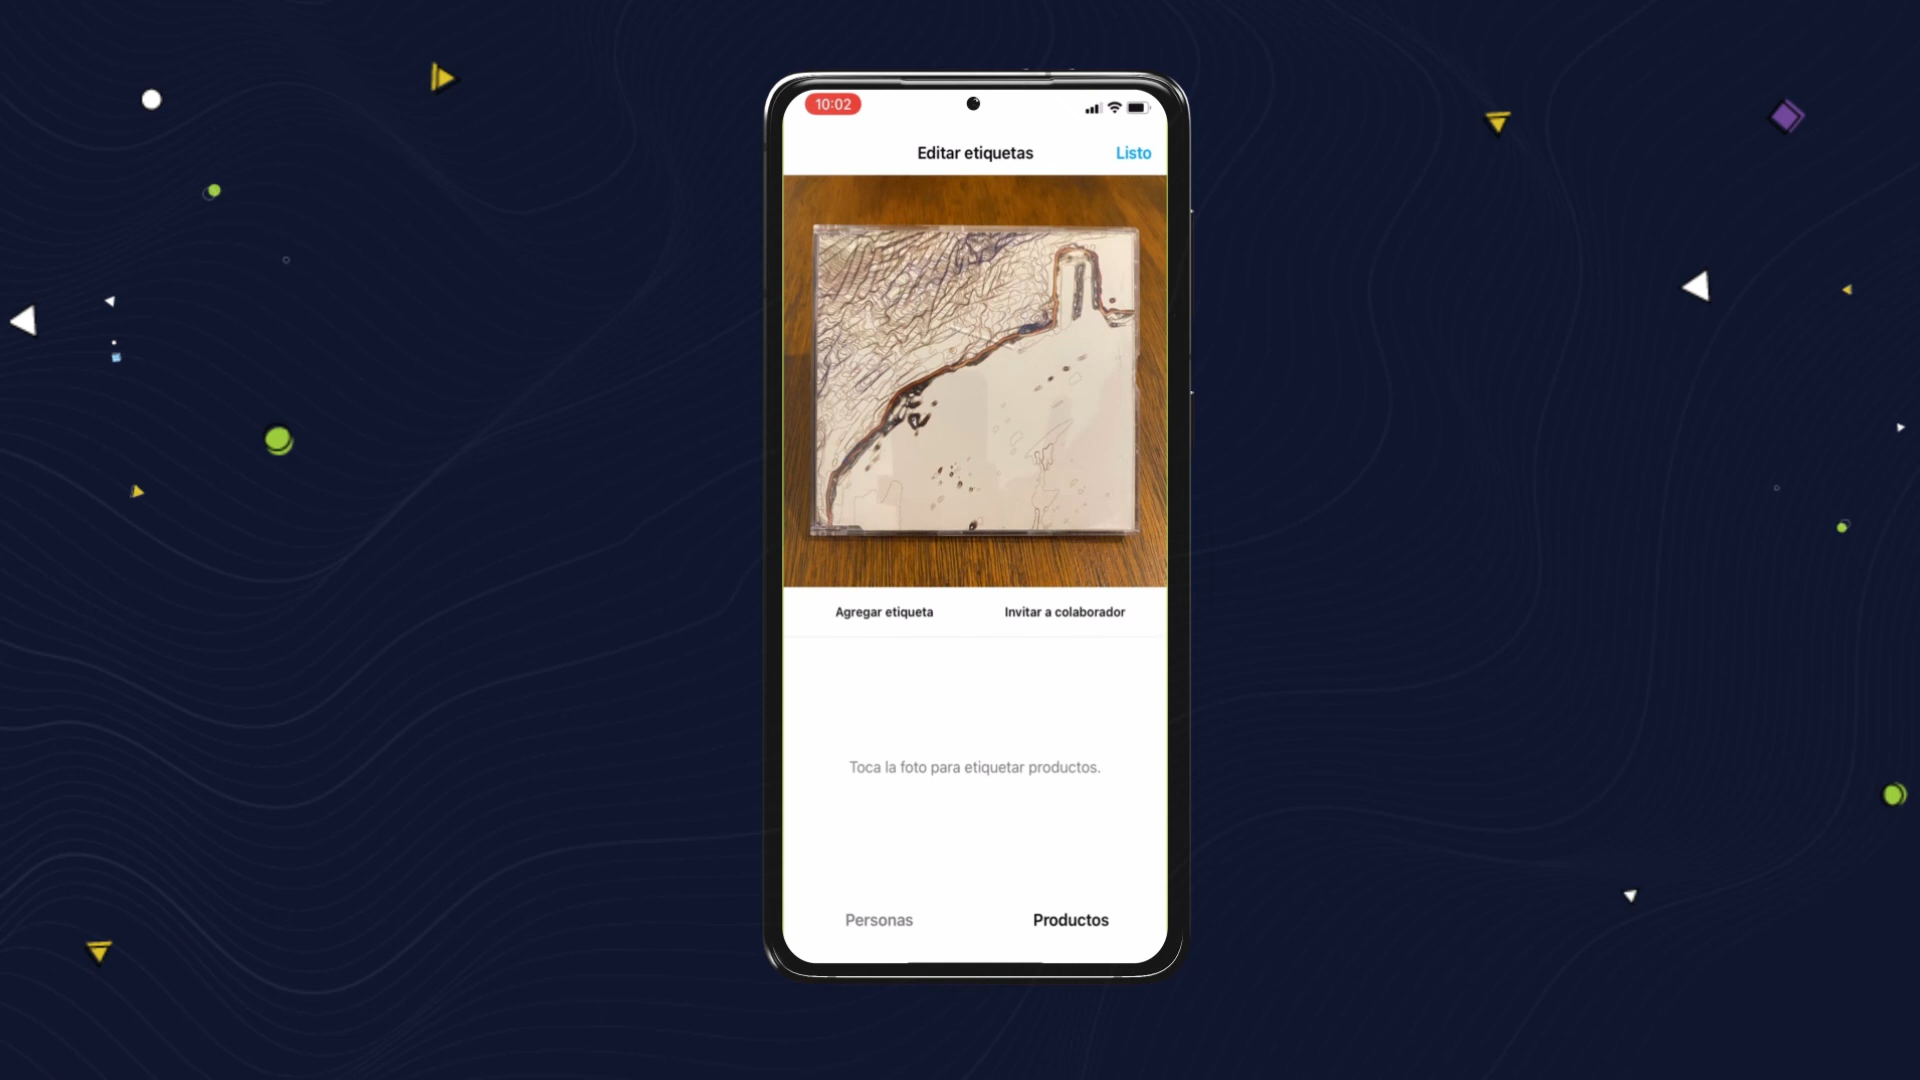 10:02
Editar etiquetas
Listo
Agregar etiqueta
Invitar a colaborador
Toca la foto para etiquetar productos.
Personas
Productos